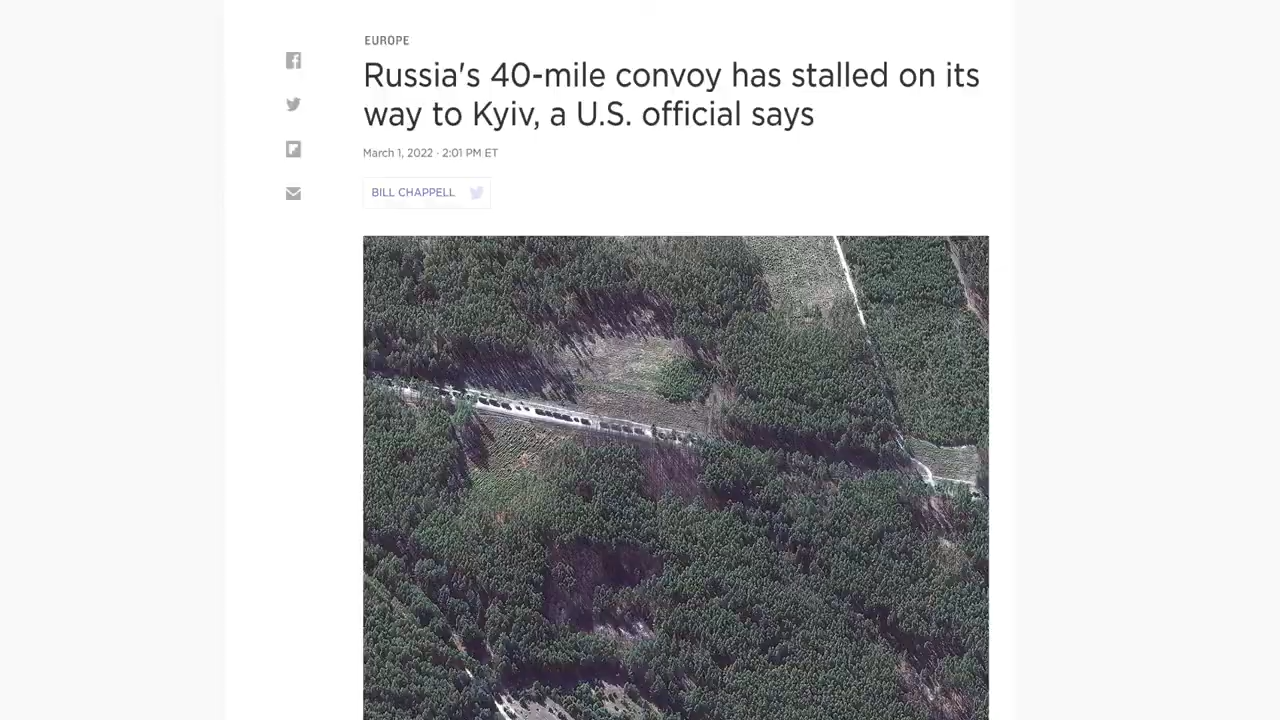 EUROPE
Russia's 40-mile convoy has stalled on its
way to Kyiv, a U.S. official says
March 1, 2022 · 2:01 PM ET
BILL CHAPPELL